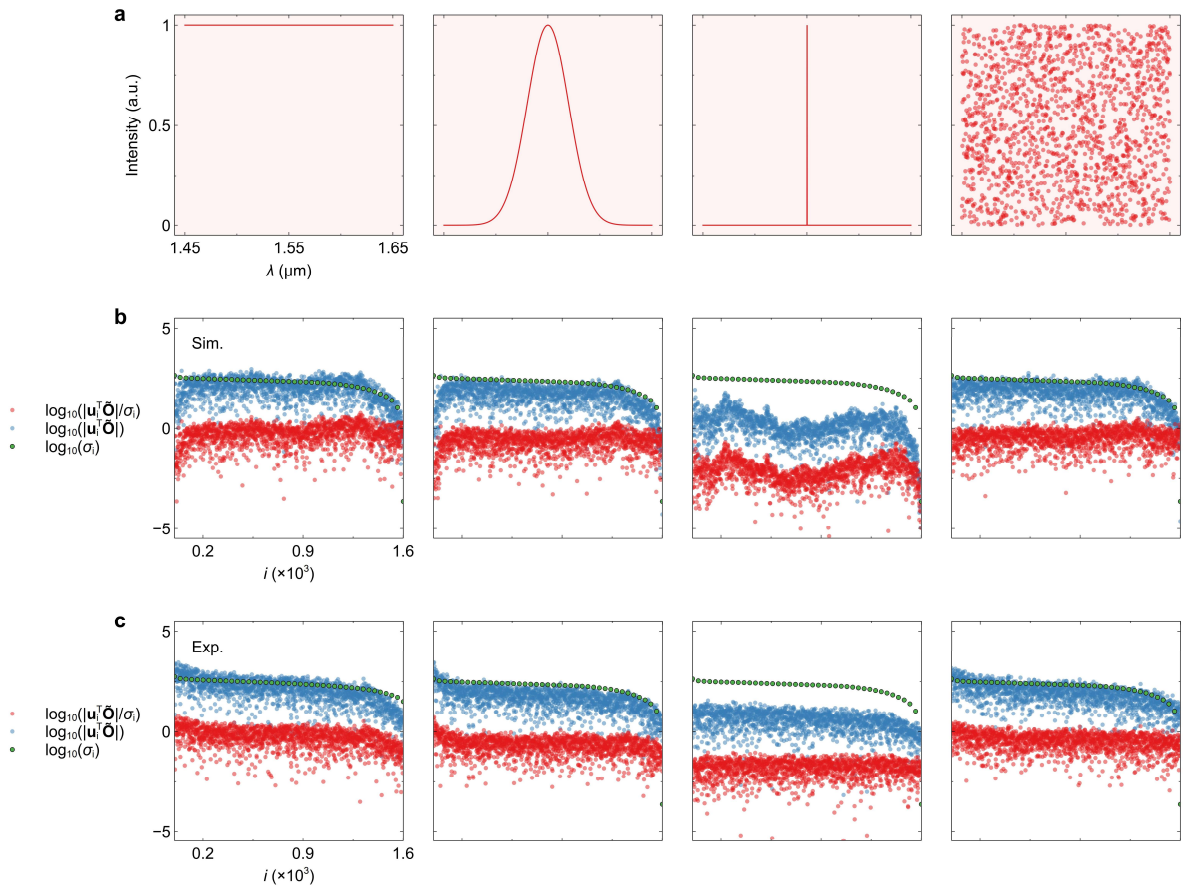 a
Intensity (a.u.)
1
0.5
0
1.45 1.55 1.65
λ (μm)
b
Sim.
5
0
−5
log₁₀(|uᵢᵀÕ|/σᵢ)
log₁₀(|uᵢᵀÕ|)
log₁₀(σᵢ)
0.2 0.9 1.6
i (×10³)
c
Exp.
5
0
−5
log₁₀(|uᵢᵀÕ|/σᵢ)
log₁₀(|uᵢᵀÕ|)
log₁₀(σᵢ)
0.2 0.9 1.6
i (×10³)